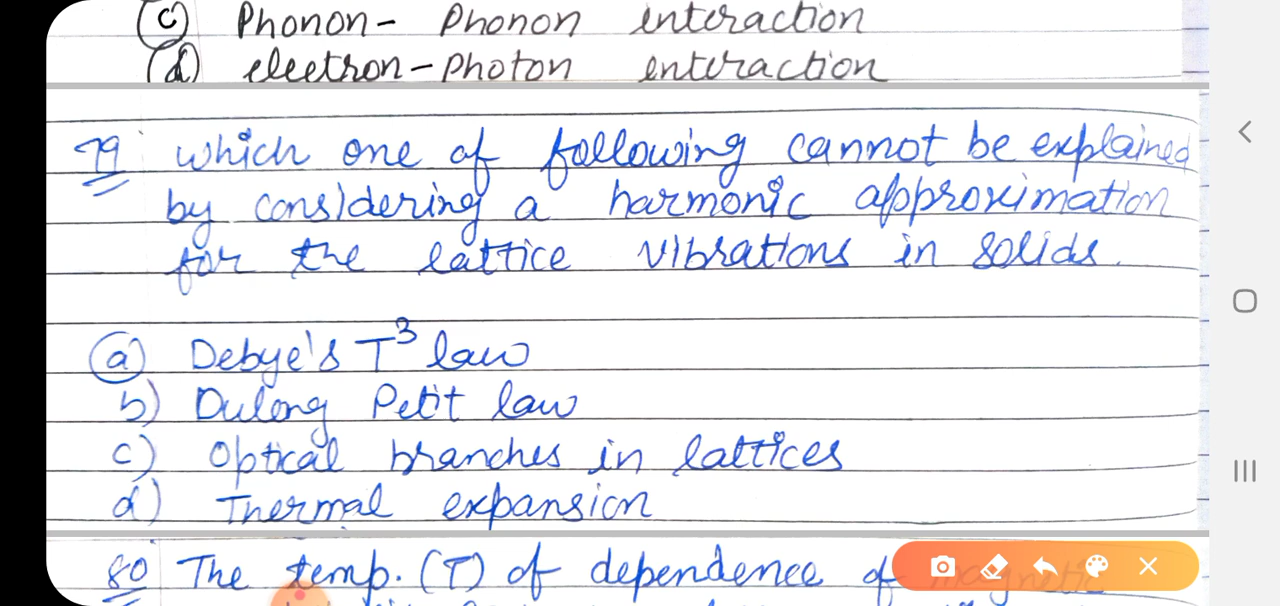 (c) Phonon- Phonon interaction
(d) electron-Photon interaction
79 which one of following cannot be explained
by considering a harmonic approximation
for the lattice vibrations in solids.
(a) Debye's T³ law
b) Dulong Petit law
c) Optical branches in lattices
d) Thermal expansion
80 The temp. (T) of dependence of magnetic